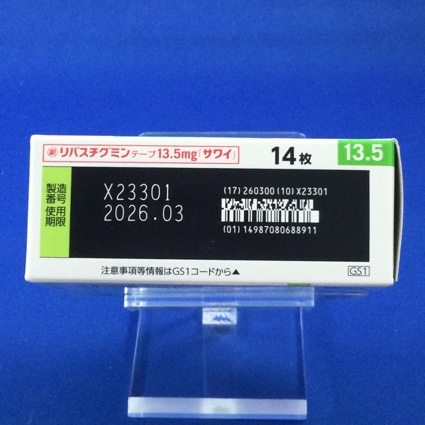 劇 リバスチグミンテープ13.5mg「サワイ」 14枚 13.5
製造番号 X23301
使用期限 2026.03
(17) 260300 (10) X23301
(01) 14987080688911
注意事項等情報はGS1コードから▲ GS1